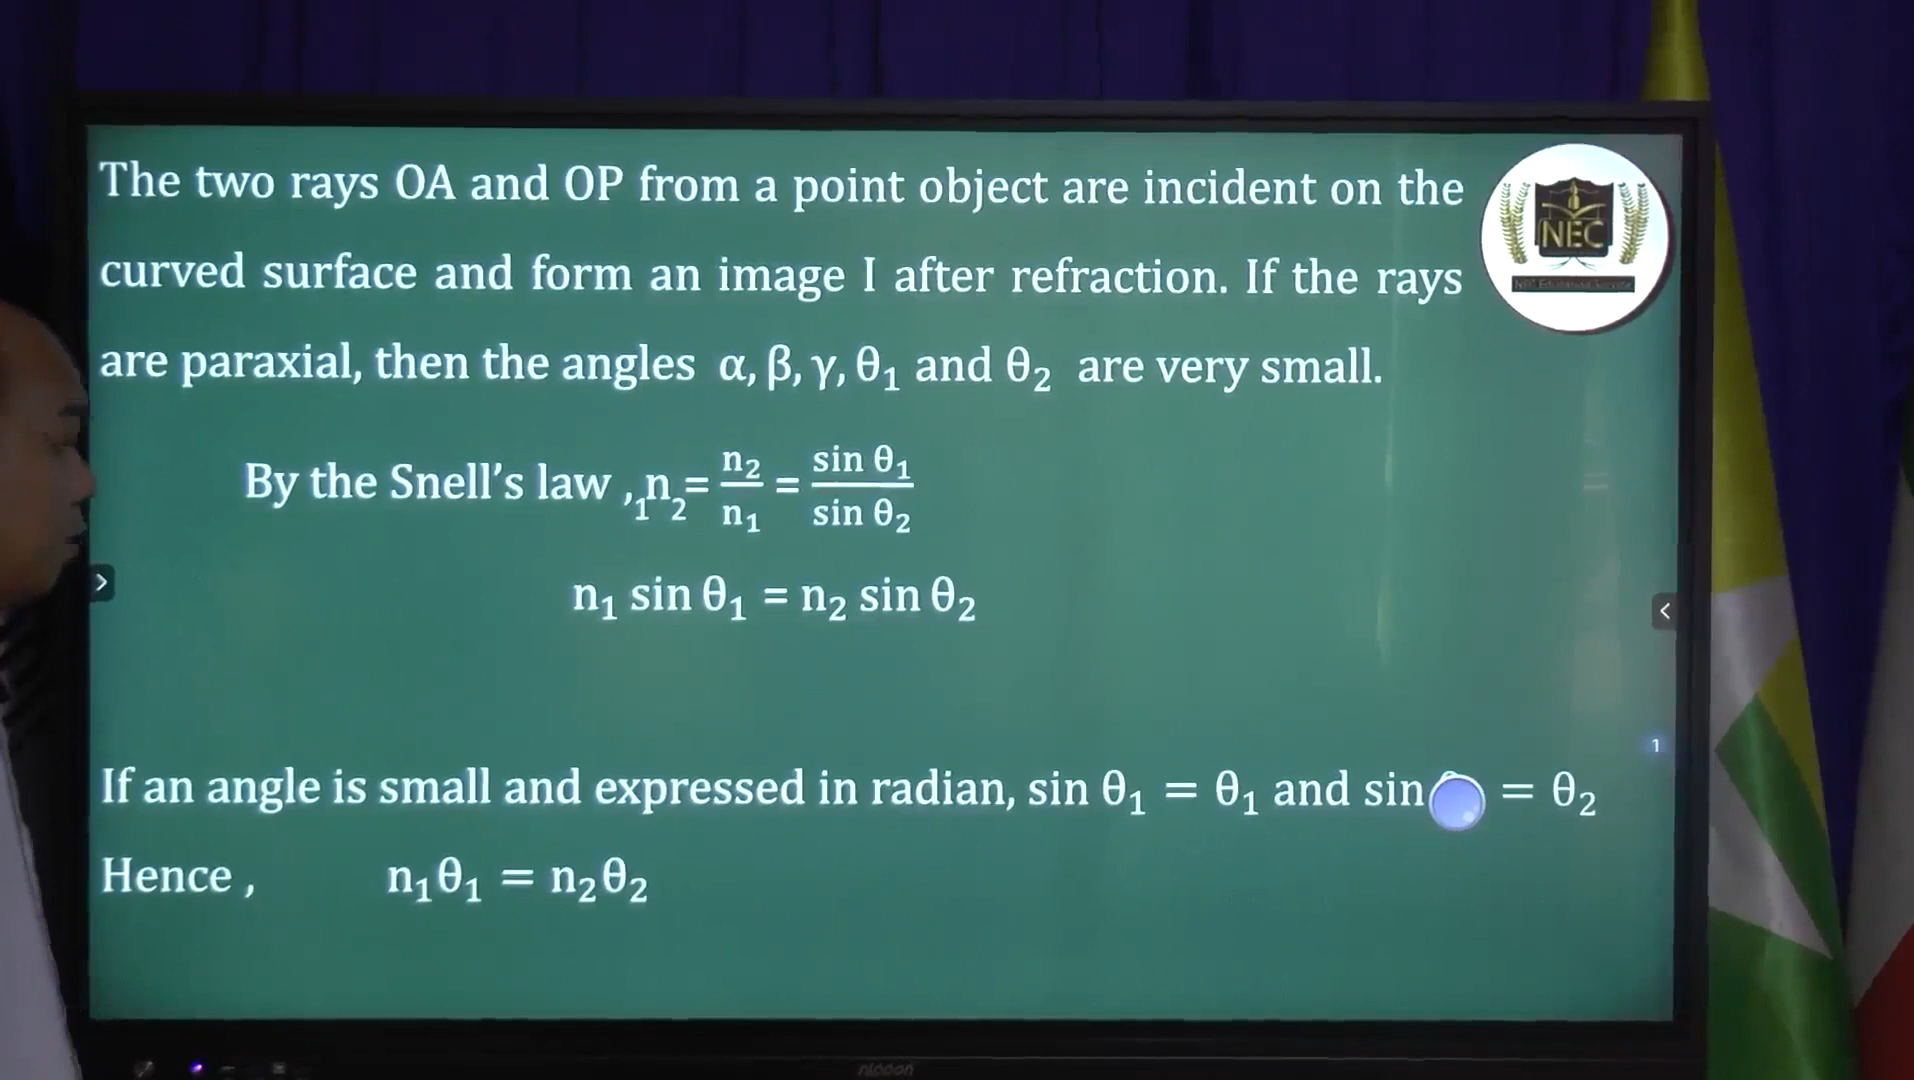 The two rays OA and OP from a point object are incident on the
curved surface and form an image I after refraction. If the rays
are paraxial, then the angles α, β, γ, θ₁ and θ₂ are very small.
By the Snell's law ,₁n₂= n₂/n₁ = sin θ₁/sin θ₂
n₁ sin θ₁ = n₂ sin θ₂
If an angle is small and expressed in radian, sin θ₁ = θ₁ and sin = θ₂
Hence , n₁θ₁ = n₂θ₂
NEC
1